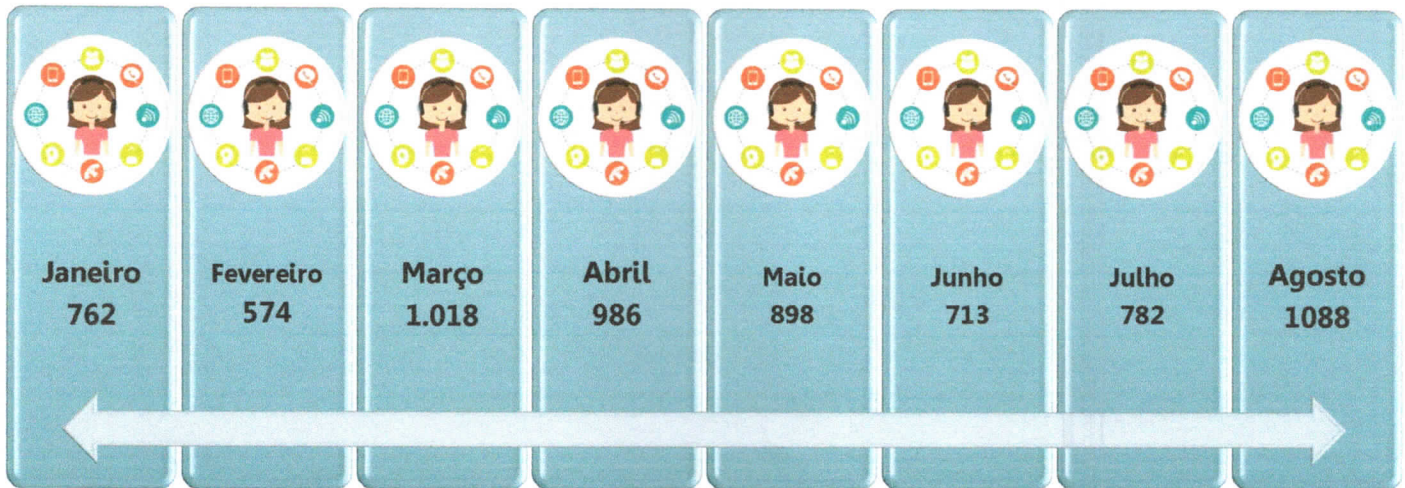 Janeiro
762
Fevereiro
574
Março
1.018
Abril
986
Maio
898
Junho
713
Julho
782
Agosto
1088